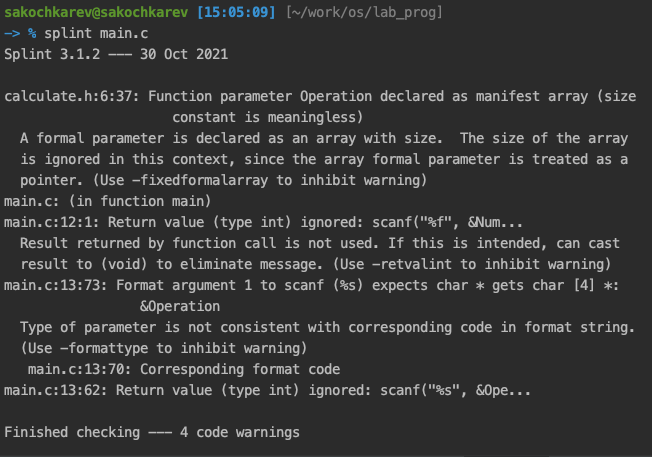 sakochkarev@sakochkarev [15:05:09] [~/work/os/lab_prog]
-> % splint main.c
Splint 3.1.2 --- 30 Oct 2021
calculate.h:6:37: Function parameter Operation declared as manifest array (size
constant is meaningless)
A formal parameter is declared as an array with size.  The size of the array
is ignored in this context, since the array formal parameter is treated as a
pointer. (Use -fixedformalarray to inhibit warning)
main.c: (in function main)
main.c:12:1: Return value (type int) ignored: scanf("%f", &Num...
Result returned by function call is not used. If this is intended, can cast
result to (void) to eliminate message. (Use -retvalint to inhibit warning)
main.c:13:73: Format argument 1 to scanf (%s) expects char * gets char [4] *:
&Operation
Type of parameter is not consistent with corresponding code in format string.
(Use -formattype to inhibit warning)
main.c:13:70: Corresponding format code
main.c:13:62: Return value (type int) ignored: scanf("%s", &Ope...
Finished checking --- 4 code warnings